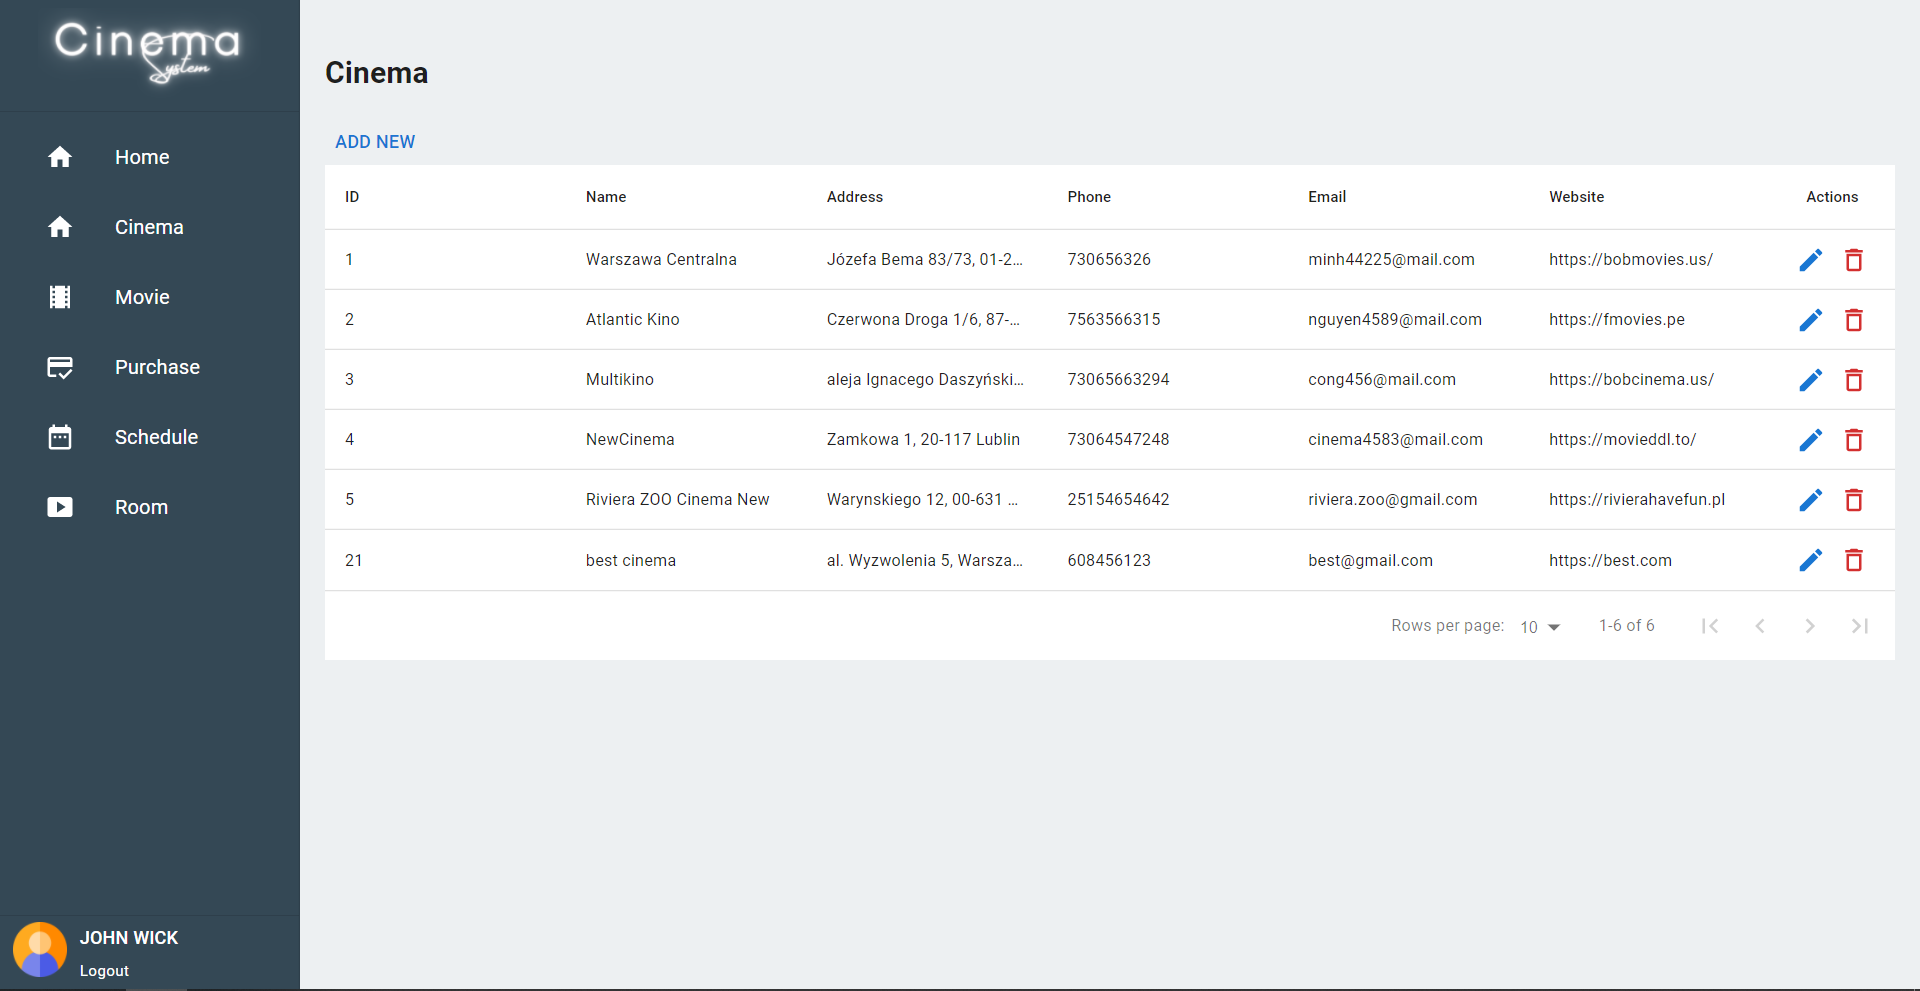 Cinema
System
Home
Cinema
Movie
Purchase
Schedule
Room
JOHN WICK
Logout
Cinema
ADD NEW
ID Name Address Phone Email Website Actions
1 Warszawa Centralna Józefa Bema 83/73, 01-2... 730656326 minh44225@mail.com https://bobmovies.us/
2 Atlantic Kino Czerwona Droga 1/6, 87-... 7563566315 nguyen4589@mail.com https://fmovies.pe
3 Multikino aleja Ignacego Daszyński... 73065663294 cong456@mail.com https://bobcinema.us/
4 NewCinema Zamkowa 1, 20-117 Lublin 73064547248 cinema4583@mail.com https://movieddl.to/
5 Riviera ZOO Cinema New Warynskiego 12, 00-631 ... 25154654642 riviera.zoo@gmail.com https://rivierahavefun.pl
21 best cinema al. Wyzwolenia 5, Warsza... 608456123 best@gmail.com https://best.com
Rows per page: 10 1-6 of 6